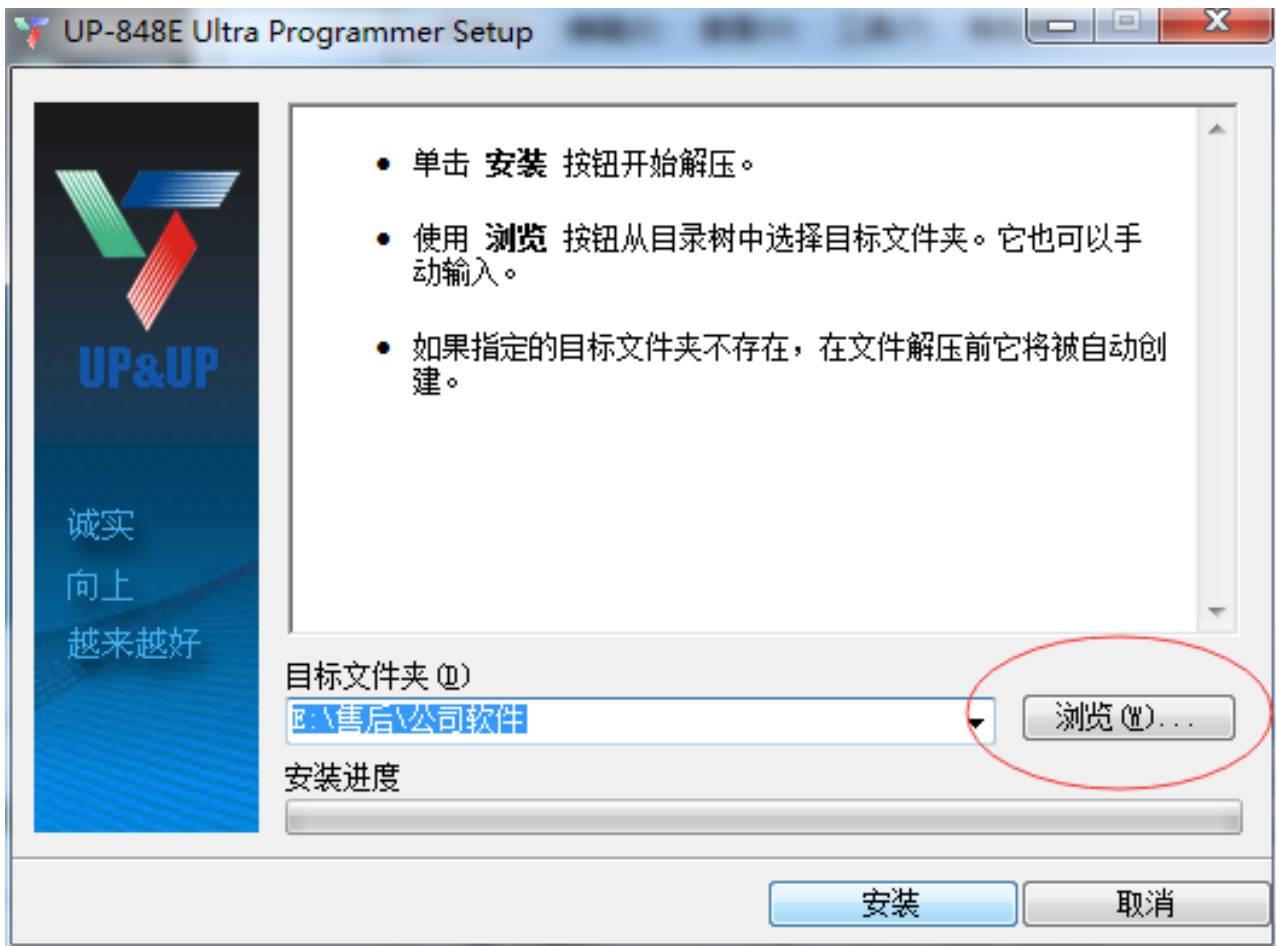 UP-848E Ultra Programmer Setup
单击 安装 按钮开始解压。
使用 浏览 按钮从目录树中选择目标文件夹。它也可以手
动输入。
如果指定的目标文件夹不存在，在文件解压前它将被自动创
建。
UP&UP
诚实
向上
越来越好
目标文件夹(D)
E:\售后\公司软件
浏览(W)...
安装进度
安装
取消